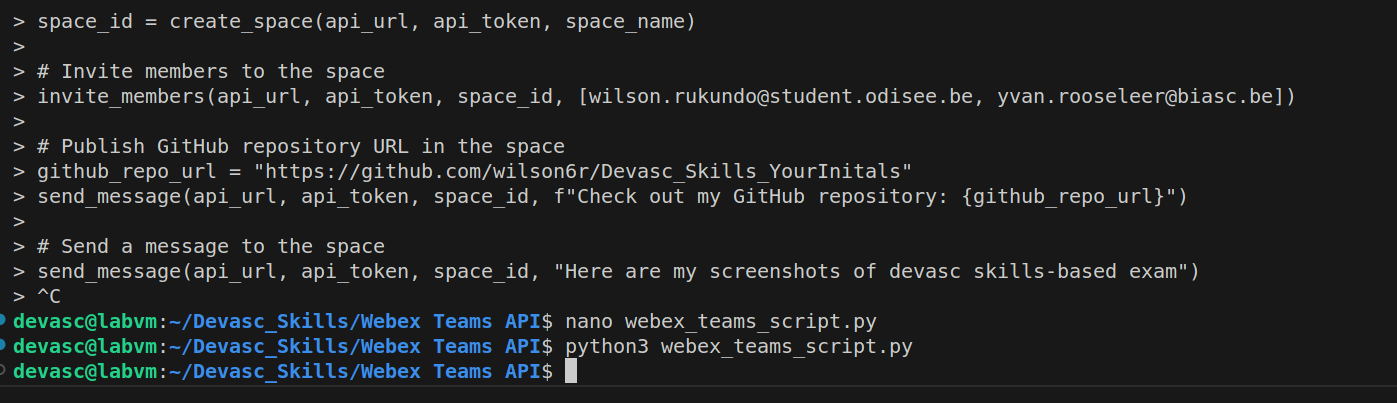 > space_id = create_space(api_url, api_token, space_name)
>
> # Invite members to the space
> invite_members(api_url, api_token, space_id, [wilson.rukundo@student.odisee.be, yvan.rooseleer@biasc.be])
>
> # Publish GitHub repository URL in the space
> github_repo_url = "https://github.com/wilson6r/Devasc_Skills_YourInitals"
> send_message(api_url, api_token, space_id, f"Check out my GitHub repository: {github_repo_url}")
>
> # Send a message to the space
> send_message(api_url, api_token, space_id, "Here are my screenshots of devasc skills-based exam")
> ^C
devasc@labvm:~/Devasc_Skills/Webex Teams API$ nano webex_teams_script.py
devasc@labvm:~/Devasc_Skills/Webex Teams API$ python3 webex_teams_script.py
devasc@labvm:~/Devasc_Skills/Webex Teams API$